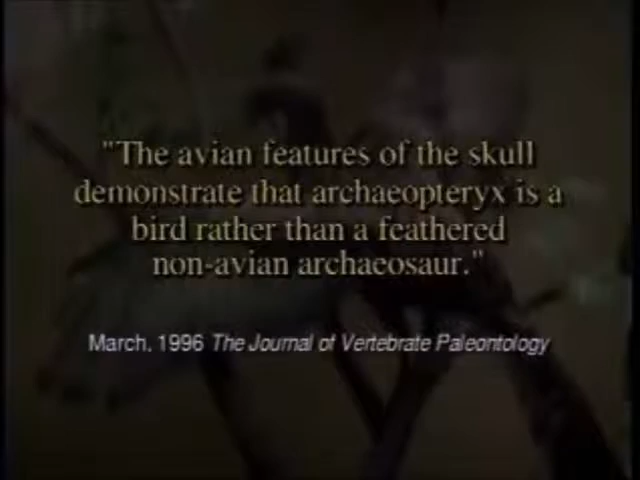 "The avian features of the skull
demonstrate that archaeopteryx is a
bird rather than a feathered
non-avian archaeosaur."
March, 1996 The Journal of Vertebrate Paleontology